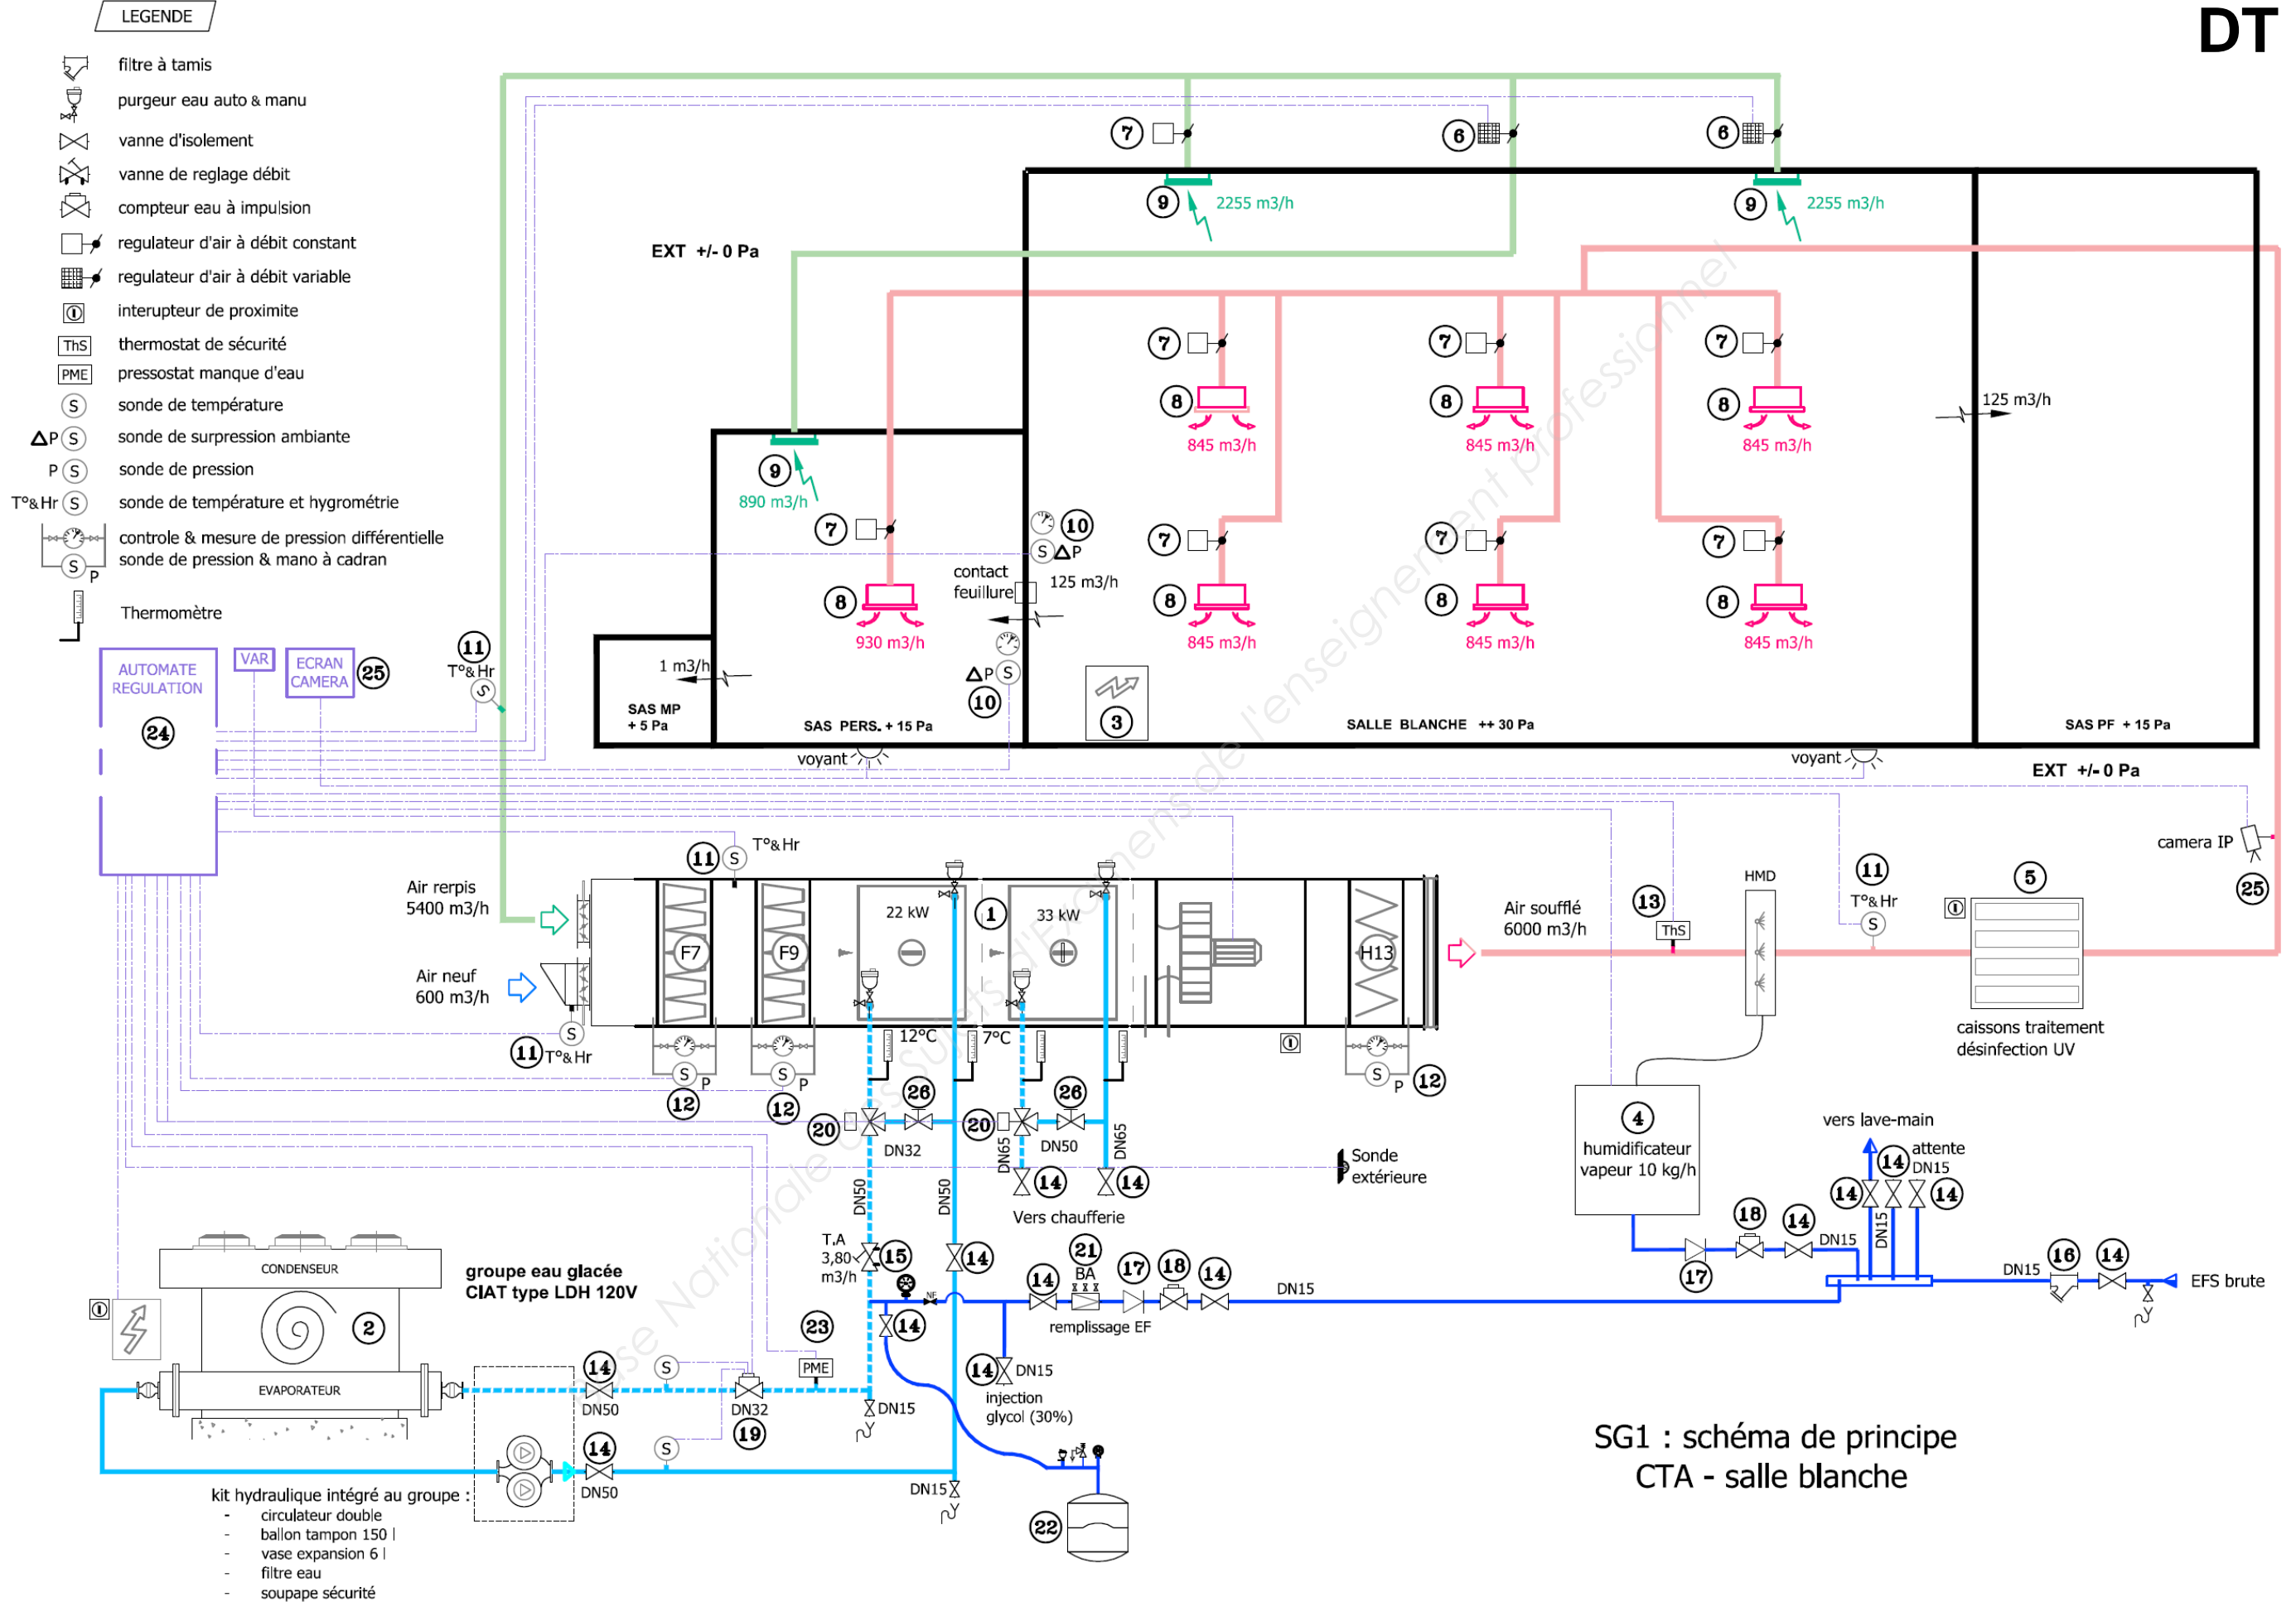 DT
LEGENDE
filtre à tamis
purgeur eau auto & manu
vanne d'isolement
vanne de reglage débit
compteur eau à impulsion
regulateur d'air à débit constant
regulateur d'air à débit variable
interupteur de proximite
ThS thermostat de sécurité
PME pressostat manque d'eau
S sonde de température
ΔP S sonde de surpression ambiante
P S sonde de pression
T°&Hr S sonde de température et hygrométrie
controle & mesure de pression différentielle
S P sonde de pression & mano à cadran
Thermomètre
7
6
6
9
2255 m3/h
9
2255 m3/h
EXT +/- 0 Pa
7
7
7
8
8
8
845 m3/h
845 m3/h
845 m3/h
125 m3/h
9
890 m3/h
7
10
S ΔP
7
7
7
contact
feuillure
125 m3/h
8
930 m3/h
8
8
8
845 m3/h
845 m3/h
845 m3/h
1 m3/h
ΔP S
10
3
SAS MP
+ 5 Pa
SAS PERS. + 15 Pa
SALLE BLANCHE ++ 30 Pa
SAS PF + 15 Pa
voyant
voyant
EXT +/- 0 Pa
AUTOMATE
REGULATION
24
VAR
ECRAN
CAMERA
25
11
T°&Hr
S
camera IP
25
11 S T°&Hr
Air rerpis
5400 m3/h
Air neuf
600 m3/h
11 T°&Hr
S
F7
F9
22 kW
1
33 kW
H13
Air soufflé
6000 m3/h
13
ThS
HMD
11
T°&Hr
S
5
caissons traitement
désinfection UV
12°C
7°C
S P
12
S P
12
S P
12
20
26
DN32
20
26
DN50
DN65
DN65
14
14
Vers chaufferie
Sonde
extérieure
4
humidificateur
vapeur 10 kg/h
vers lave-main
14
attente
DN15
14
14
DN15
18
14
DN15
17
16
14
DN15
EFS brute
DN50
DN50
T.A
3,80
m3/h
15
14
NF
14
14
21
BA
17
18
14
DN15
remplissage EF
14
DN15
injection
glycol (30%)
CONDENSEUR
2
EVAPORATEUR
groupe eau glacée
CIAT type LDH 120V
14
DN50
S
DN32
19
23
PME
DN15
14
DN50
S
DN15
22
kit hydraulique intégré au groupe :
- circulateur double
- ballon tampon 150 l
- vase expansion 6 l
- filtre eau
- soupape sécurité
SG1 : schéma de principe
CTA - salle blanche
Base Nationale des Sujets d'Examens de l'enseignement professionnel